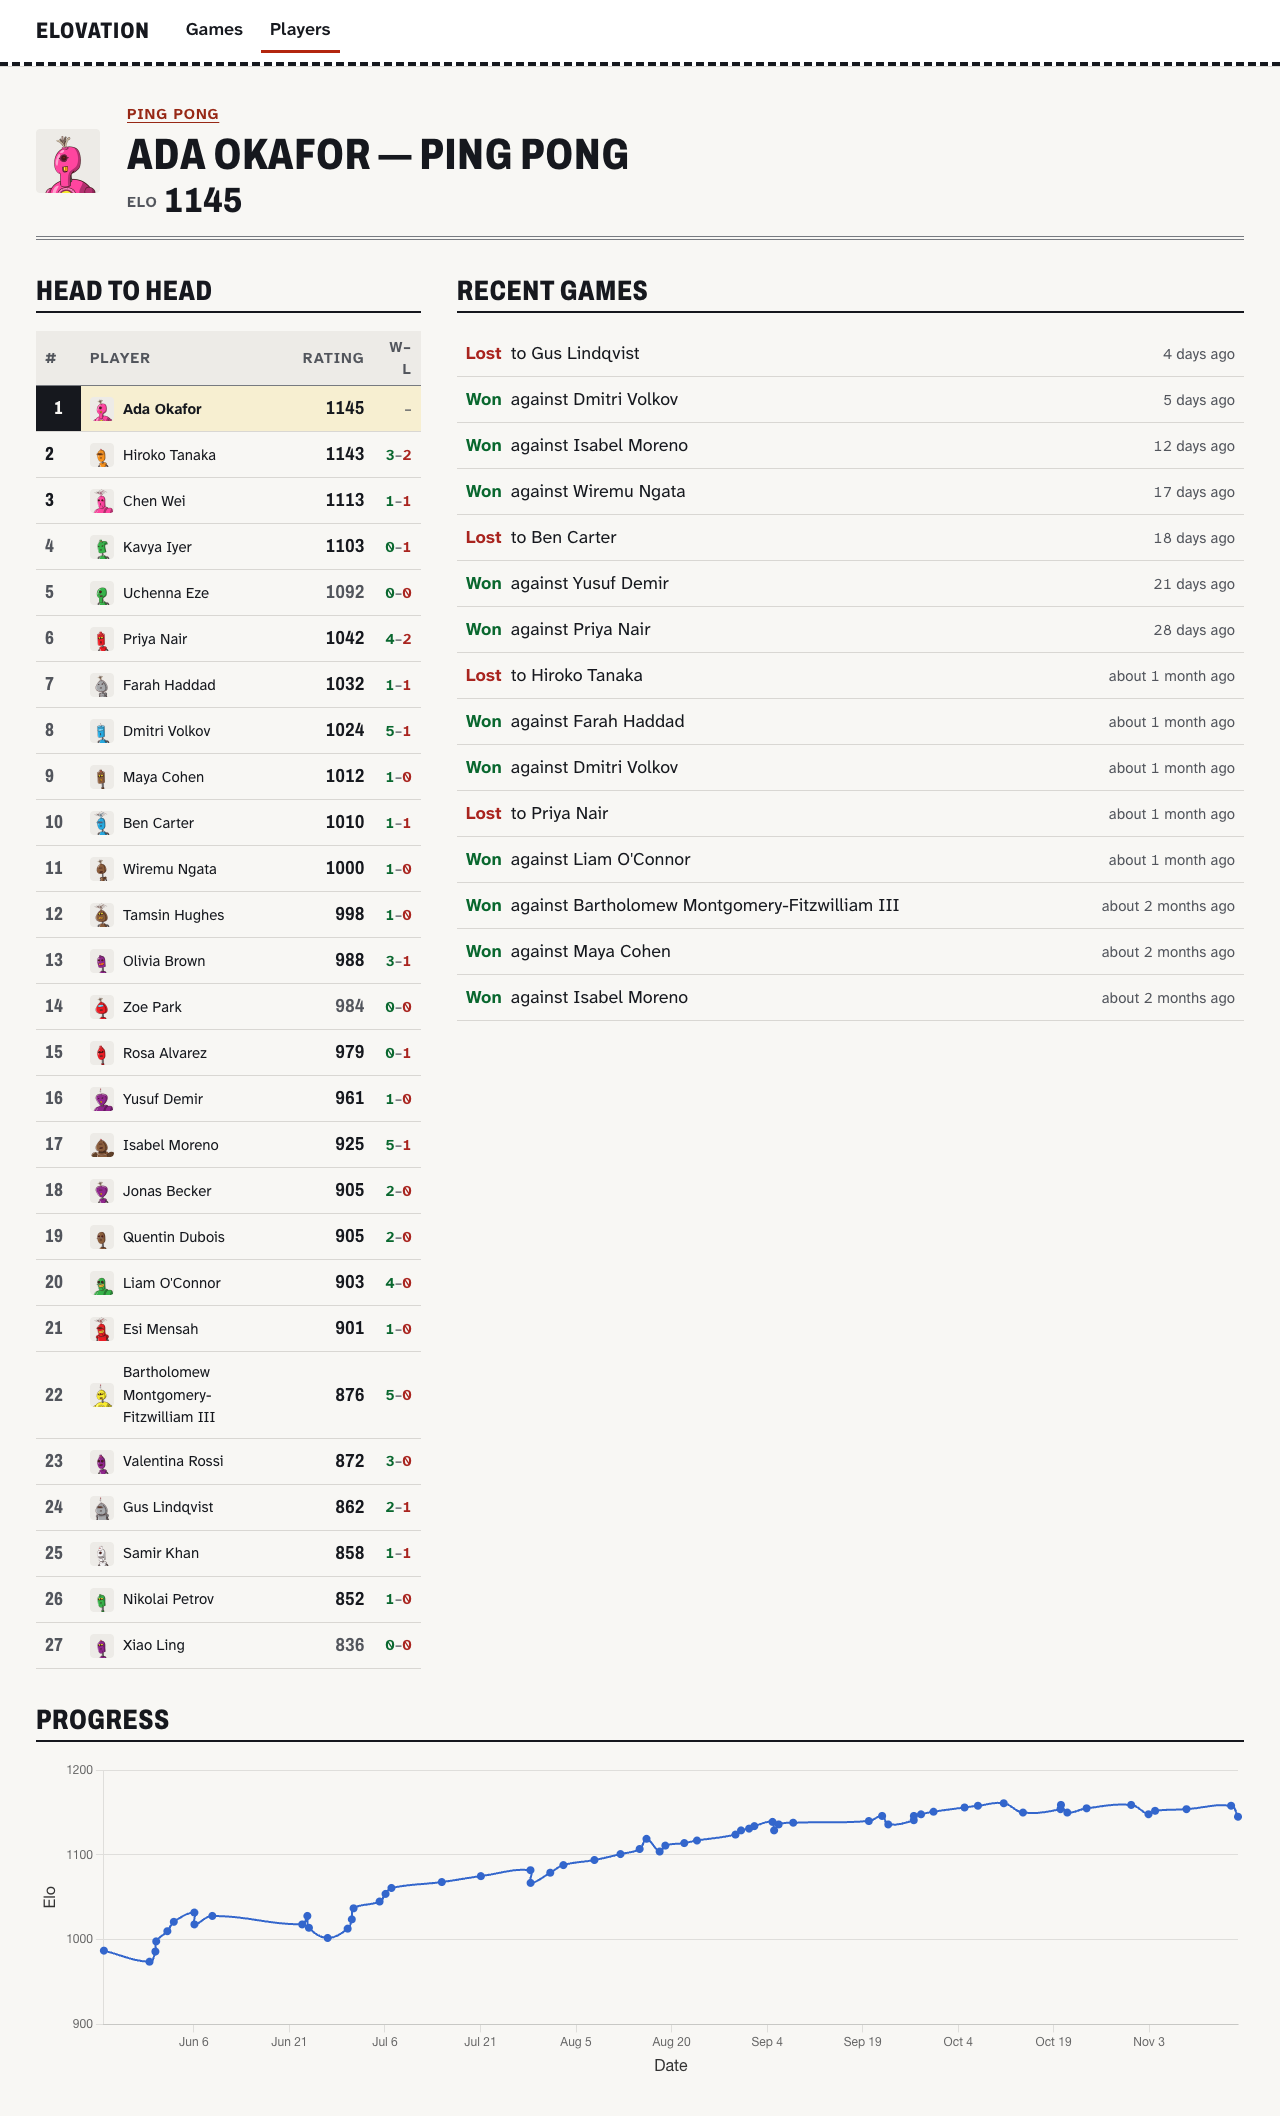 ELOVATION Games Players
PING PONG
ADA OKAFOR — PING PONG
ELO 1145
HEAD TO HEAD
# PLAYER RATING W–
L
1 Ada Okafor 1145 –
2 Hiroko Tanaka 1143 3–2
3 Chen Wei 1113 1–1
4 Kavya Iyer 1103 0–1
5 Uchenna Eze 1092 0–0
6 Priya Nair 1042 4–2
7 Farah Haddad 1032 1–1
8 Dmitri Volkov 1024 5–1
9 Maya Cohen 1012 1–0
10 Ben Carter 1010 1–1
11 Wiremu Ngata 1000 1–0
12 Tamsin Hughes 998 1–0
13 Olivia Brown 988 3–1
14 Zoe Park 984 0–0
15 Rosa Alvarez 979 0–1
16 Yusuf Demir 961 1–0
17 Isabel Moreno 925 5–1
18 Jonas Becker 905 2–0
19 Quentin Dubois 905 2–0
20 Liam O'Connor 903 4–0
21 Esi Mensah 901 1–0
Bartholomew
22 Montgomery- 876 5–0
Fitzwilliam III
23 Valentina Rossi 872 3–0
24 Gus Lindqvist 862 2–1
25 Samir Khan 858 1–1
26 Nikolai Petrov 852 1–0
27 Xiao Ling 836 0–0
RECENT GAMES
Lost to Gus Lindqvist 4 days ago
Won against Dmitri Volkov 5 days ago
Won against Isabel Moreno 12 days ago
Won against Wiremu Ngata 17 days ago
Lost to Ben Carter 18 days ago
Won against Yusuf Demir 21 days ago
Won against Priya Nair 28 days ago
Lost to Hiroko Tanaka about 1 month ago
Won against Farah Haddad about 1 month ago
Won against Dmitri Volkov about 1 month ago
Lost to Priya Nair about 1 month ago
Won against Liam O'Connor about 1 month ago
Won against Bartholomew Montgomery-Fitzwilliam III about 2 months ago
Won against Maya Cohen about 2 months ago
Won against Isabel Moreno about 2 months ago
PROGRESS
1200
1100
1000
900
Elo
Jun 6 Jun 21 Jul 6 Jul 21 Aug 5 Aug 20 Sep 4 Sep 19 Oct 4 Oct 19 Nov 3
Date